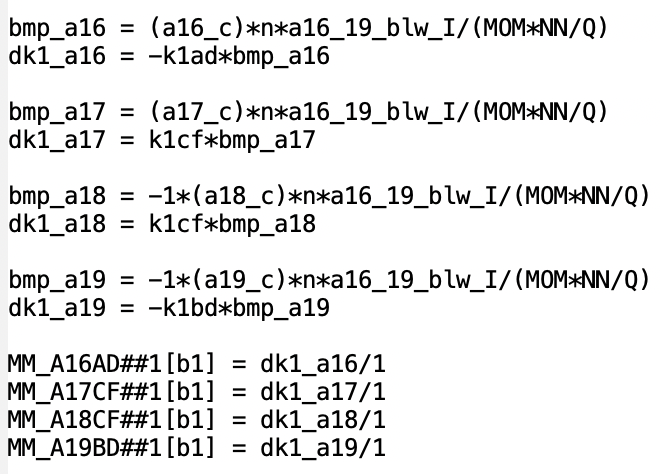 bmp_a16 = (a16_c)*n*a16_19_blw_I/(MOM*NN/Q)
dk1_a16 = -k1ad*bmp_a16
bmp_a17 = (a17_c)*n*a16_19_blw_I/(MOM*NN/Q)
dk1_a17 = k1cf*bmp_a17
bmp_a18 = -1*(a18_c)*n*a16_19_blw_I/(MOM*NN/Q)
dk1_a18 = k1cf*bmp_a18
bmp_a19 = -1*(a19_c)*n*a16_19_blw_I/(MOM*NN/Q)
dk1_a19 = -k1bd*bmp_a19
MM_A16AD##1[b1] = dk1_a16/1
MM_A17CF##1[b1] = dk1_a17/1
MM_A18CF##1[b1] = dk1_a18/1
MM_A19BD##1[b1] = dk1_a19/1